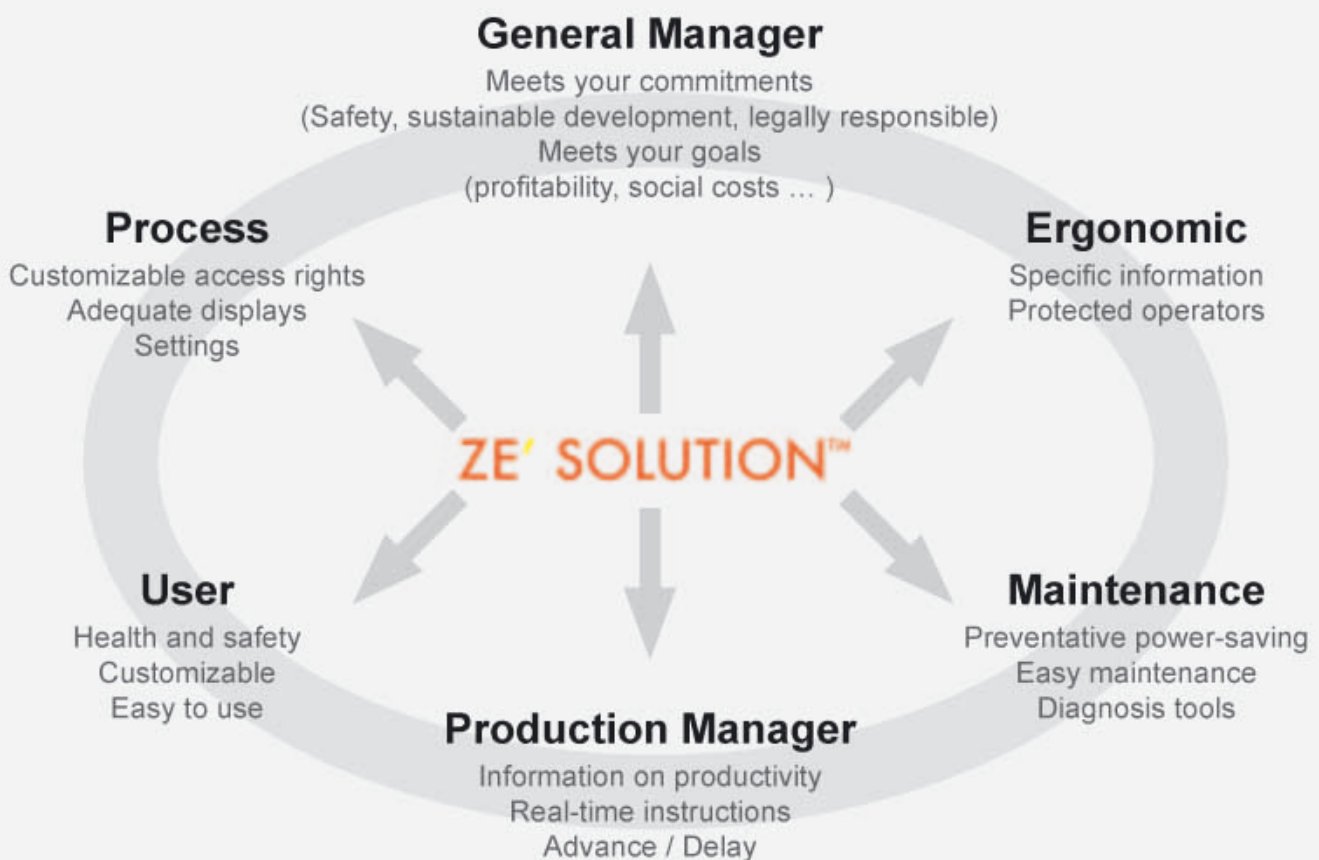 General Manager
Meets your commitments
(Safety, sustainable development, legally responsible)
Meets your goals
(profitability, social costs ... )
Process
Customizable access rights
Adequate displays
Settings
Ergonomic
Specific information
Protected operators
ZE' SOLUTION™
User
Health and safety
Customizable
Easy to use
Maintenance
Preventative power-saving
Easy maintenance
Diagnosis tools
Production Manager
Information on productivity
Real-time instructions
Advance / Delay